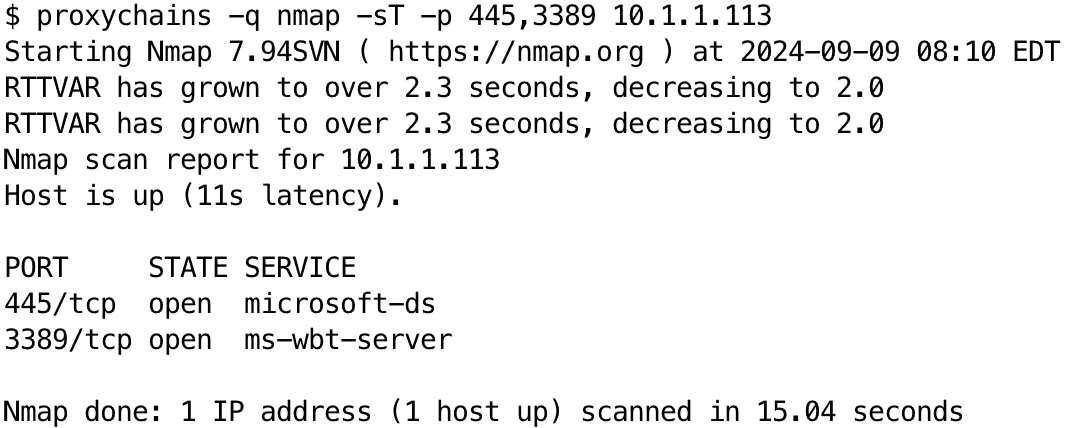 $ proxychains -q nmap -sT -p 445,3389 10.1.1.113
Starting Nmap 7.94SVN ( https://nmap.org ) at 2024-09-09 08:10 EDT
RTTVAR has grown to over 2.3 seconds, decreasing to 2.0
RTTVAR has grown to over 2.3 seconds, decreasing to 2.0
Nmap scan report for 10.1.1.113
Host is up (11s latency).

PORT     STATE SERVICE
445/tcp  open  microsoft-ds
3389/tcp open  ms-wbt-server

Nmap done: 1 IP address (1 host up) scanned in 15.04 seconds